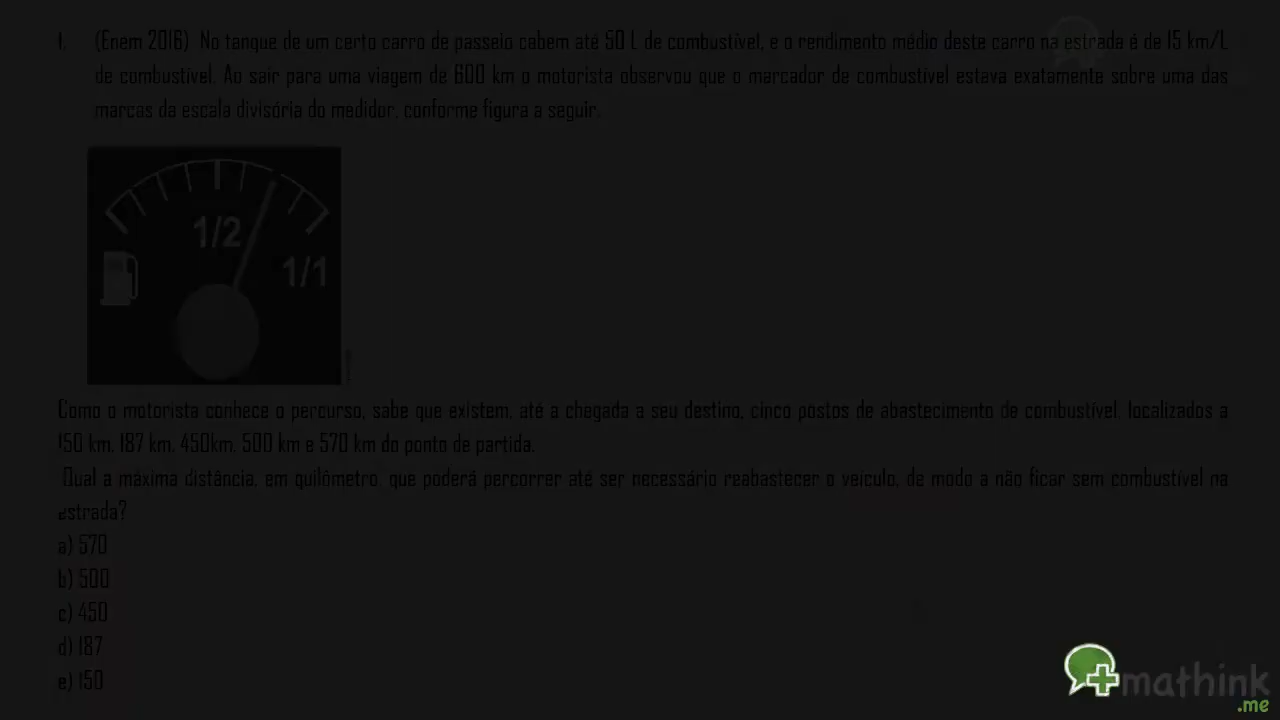 1. (Enem 2016) No tanque de um certo carro de passeio cabem até 50 L de combustível, e o rendimento médio deste carro na estrada é de 15 km/L
de combustível. Ao sair para uma viagem de 600 km o motorista observou que o marcador de combustível estava exatamente sobre uma das
marcas da escala divisória do medidor, conforme figura a seguir.
1/2
1/1
Como o motorista conhece o percurso, sabe que existem, até a chegada a seu destino, cinco postos de abastecimento de combustível, localizados a
150 km, 187 km, 450km, 500 km e 570 km do ponto de partida.
Qual a máxima distância, em quilômetro, que poderá percorrer até ser necessário reabastecer o veículo, de modo a não ficar sem combustível na
estrada?
a) 570
b) 500
c) 450
d) 187
e) 150
mathink
.me